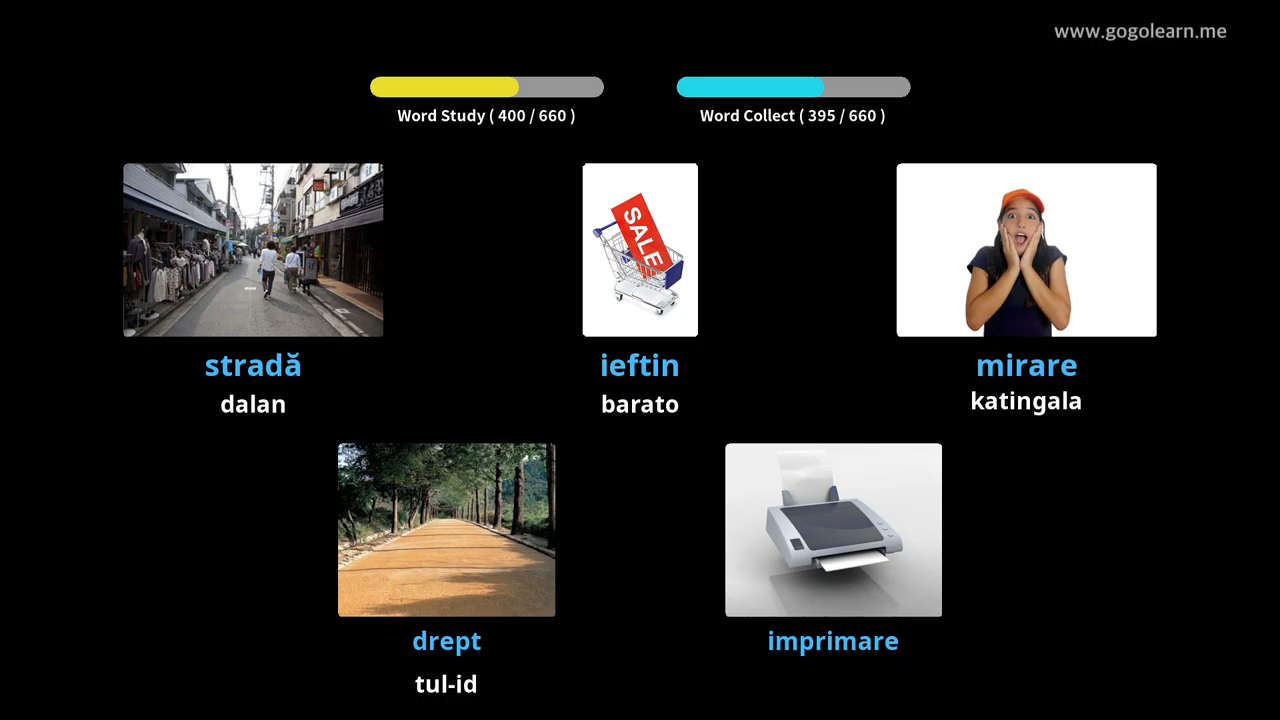 www.gogolearn.me
Word Study ( 400 / 660 )
Word Collect ( 395 / 660 )
SALE
stradă
dalan
ieftin
barato
mirare
katingala
drept
tul-id
imprimare